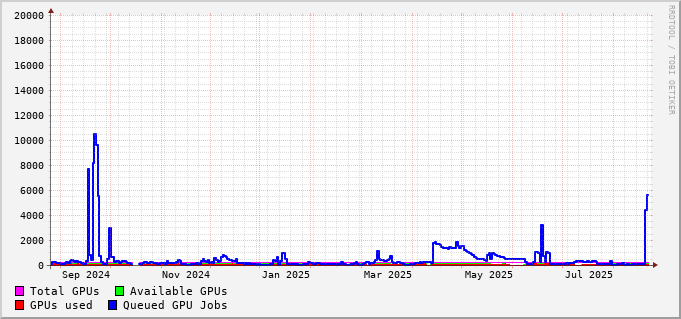 20000
18000
16000
14000
12000
10000
8000
6000
4000
2000
0
Sep 2024 Nov 2024 Jan 2025 Mar 2025 May 2025 Jul 2025
Total GPUs Available GPUs
GPUs used Queued GPU Jobs
RRDTOOL / TOBI OETIKER